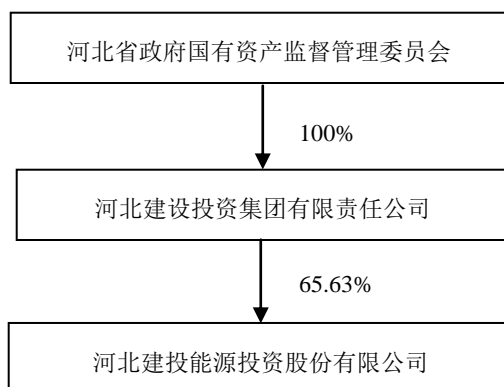 河北省政府国有资产监督管理委员会
100%
河北建设投资集团有限责任公司
65.63%
河北建投能源投资股份有限公司